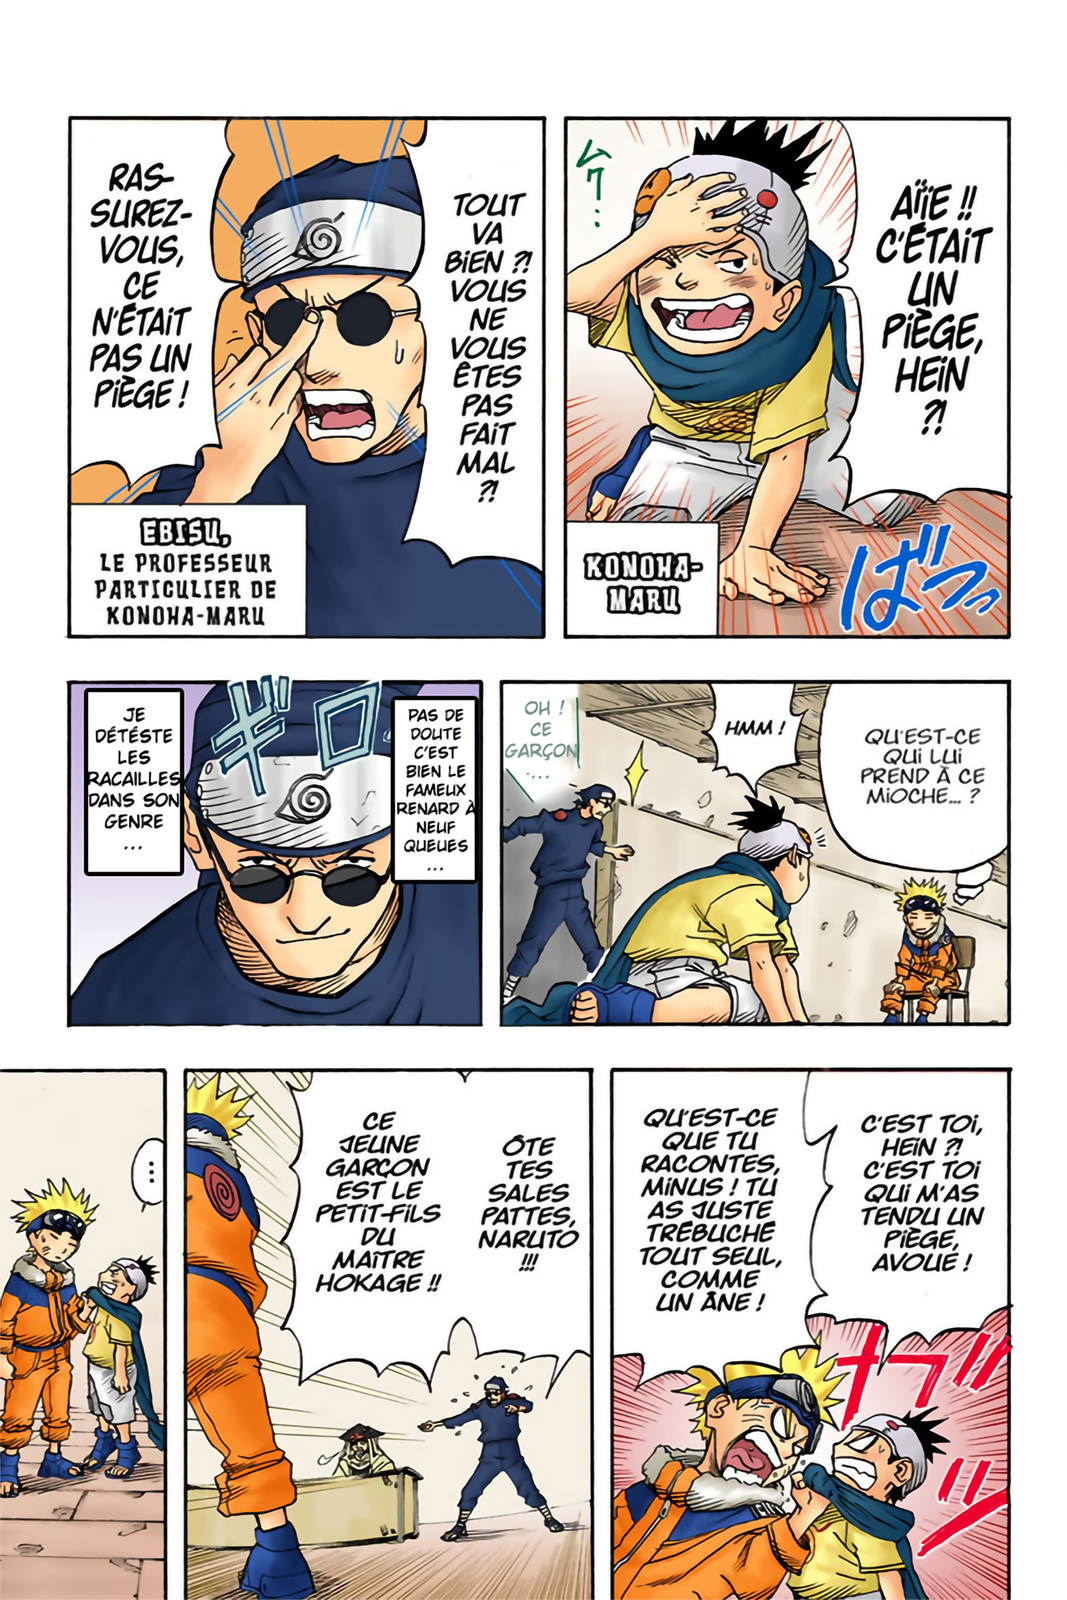 AÏÏE !!
C'ÉTAIT
UN
PIÈGE,
HEIN
?!
ムク…
KONOHA-
MARU
ばっ
TOUT
VA
BIEN ?!
VOUS
NE
VOUS
ÊTES
PAS
FAIT
MAL
?!
RAS-
SUREZ-
VOUS,
CE
N'ÉTAIT
PAS UN
PIÈGE !
EBISU,
LE PROFESSEUR
PARTICULIER DE
KONOHA-MARU
QU'EST-CE
QUI LUI
PREND À CE
MIOCHE... ?
HMM !
OH !
CE
GARÇON
....
PAS DE
DOUTE
C'EST
BIEN LE
FAMEUX
RENARD À
NEUF
QUEUES
...
ギロ
JE
DÉTÉSTE
LES
RACAILLES
DANS SON
GENRE
...
C'EST TOI,
HEIN ?!
C'EST TOI
QUI M'AS
TENDU UN
PIÈGE,
AVOUE !
QU'EST-CE
QUE TU
RACONTES,
MINUS ! TU
AS JUSTE
TRÉBUCHÉ
TOUT SEUL,
COMME
UN ÂNE !
ÔTE
TES
SALES
PATTES,
NARUTO
!!!
CE
JEUNE
GARÇON
EST LE
PETIT-FILS
DU
MAÎTRE
HOKAGE !!
...